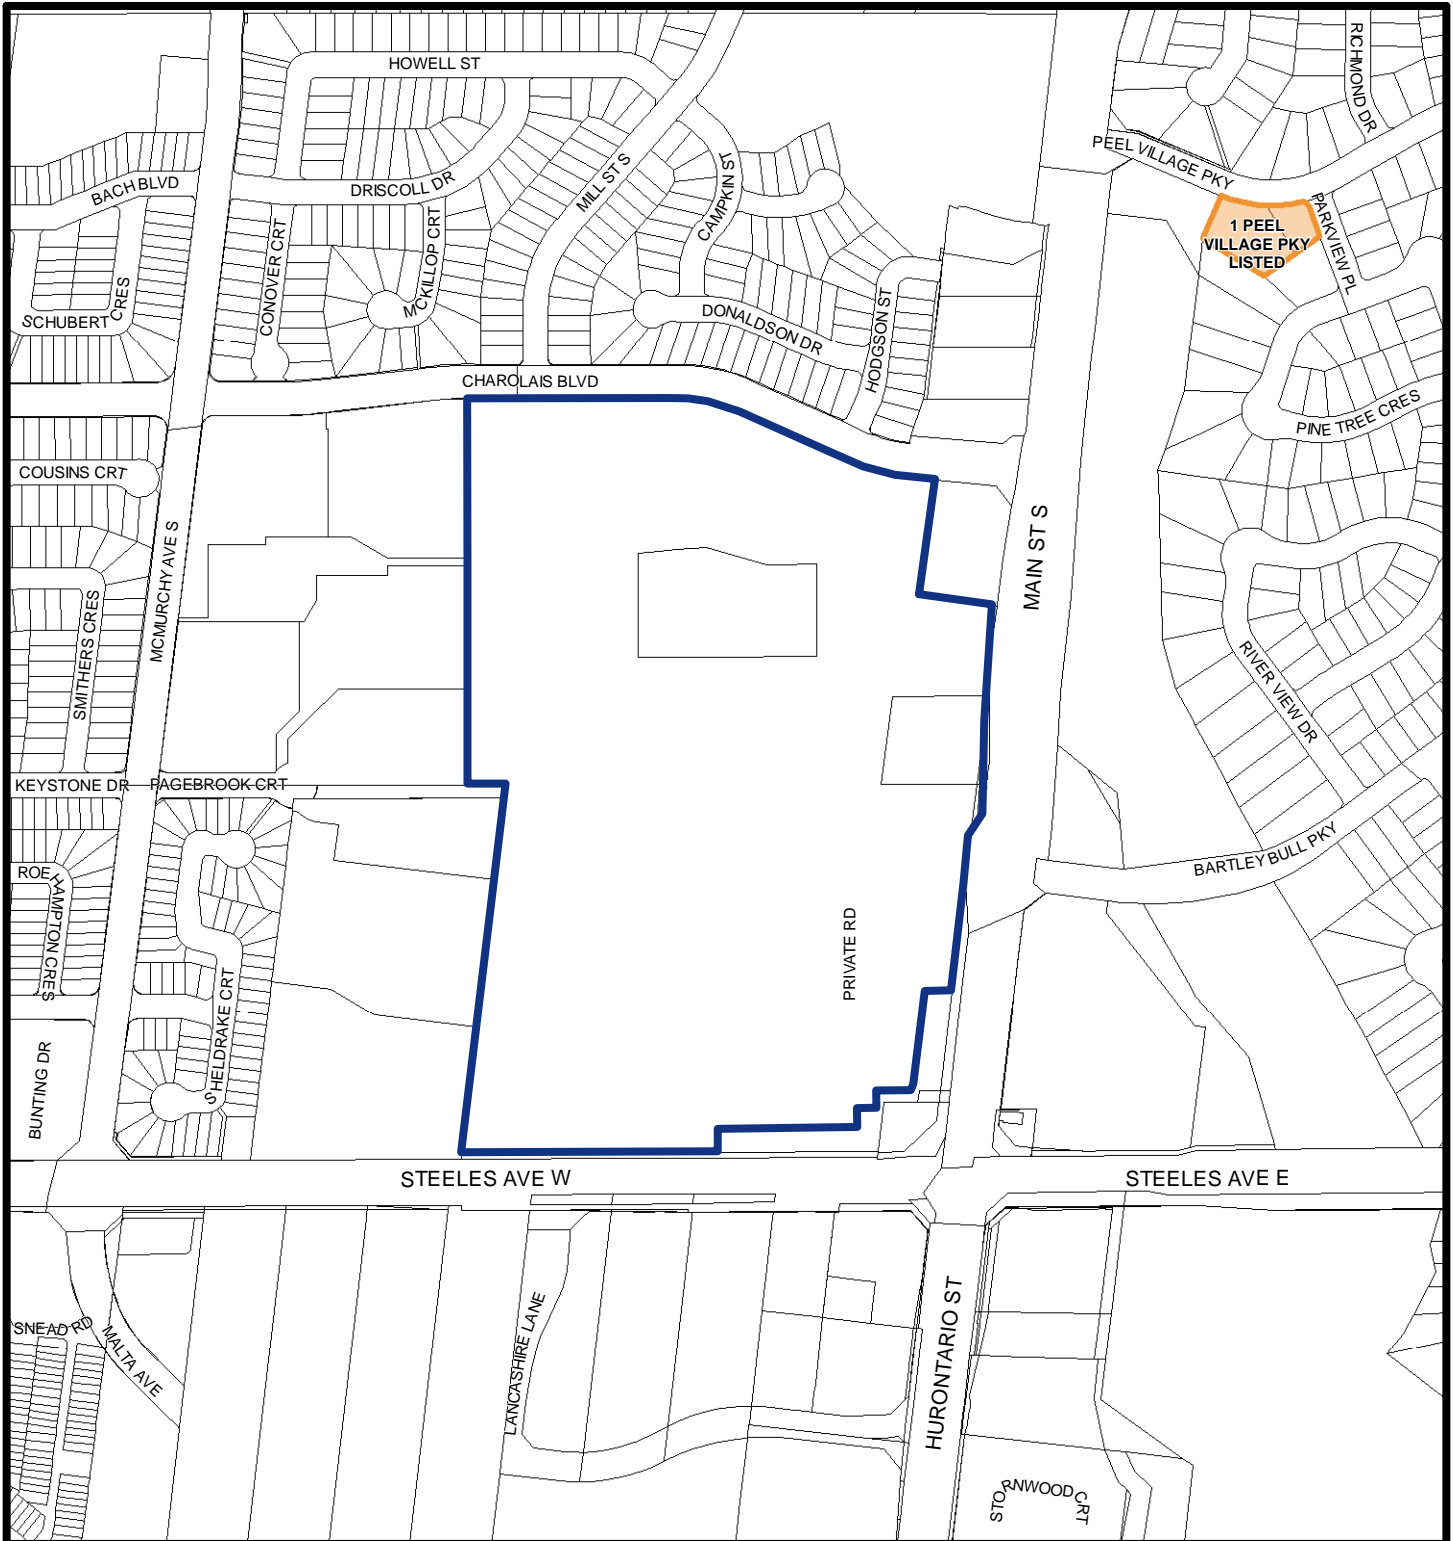 HOWELL ST
RICHMOND DR
PEEL VILLAGE PKY
BACH BLVD
DRISCOLL DR
MILL ST S
CAMPKIN ST
PARKVIEW PL
1 PEEL
VILLAGE PKY
LISTED
CONOVER CRT
MCKILLOP CRT
SCHUBERT CRES
DONALDSON DR
HODGSON ST
CHAROLAIS BLVD
PINE TREE CRES
COUSINS CRT
MCMURCHY AVE S
MAIN ST S
SMITHERS CRES
RIVER VIEW DR
KEYSTONE DR
PAGEBROOK CRT
BARTLEY BULL PKY
ROEHAMPTON CRES
PRIVATE RD
SHELDRAKE CRT
BUNTING DR
STEELES AVE W
STEELES AVE E
SNEAD RD
MALTA AVE
LANCASHIRE LANE
HURONTARIO ST
STORNWOOD CRT